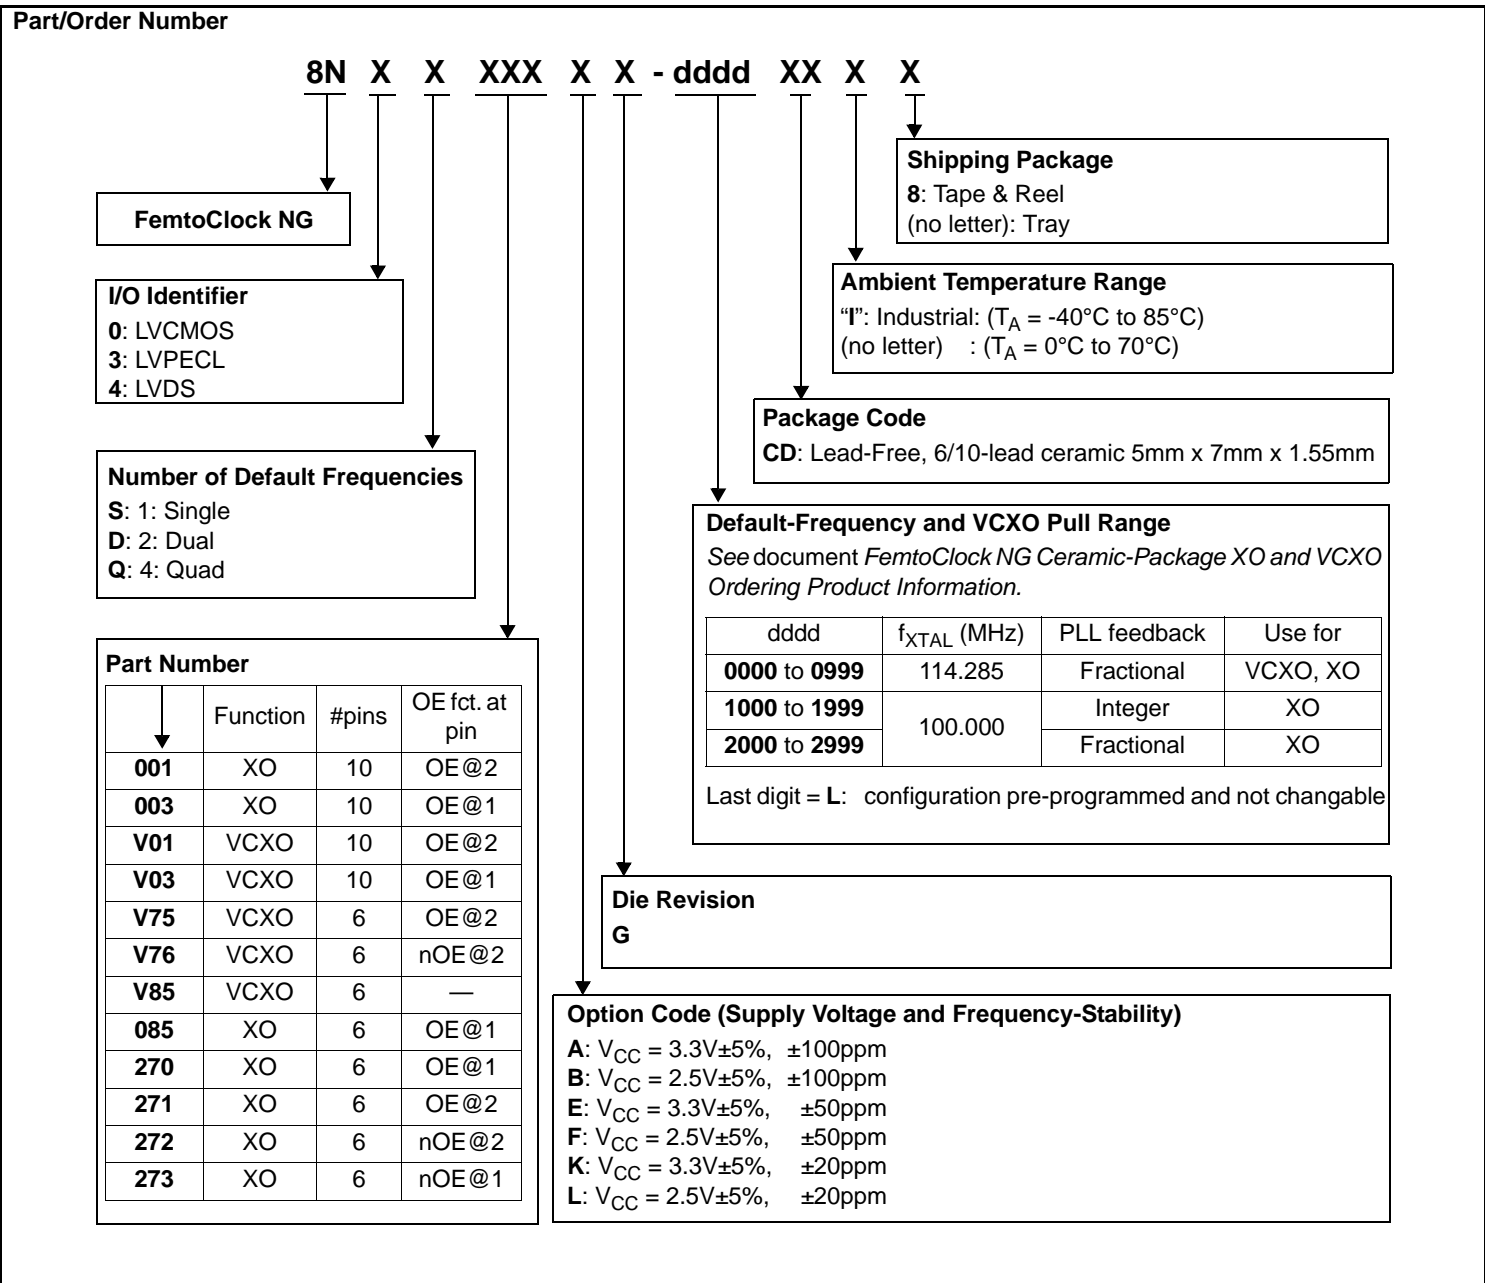 Part/Order Number
8N X X XXX X X - dddd XX X X
Shipping Package
8: Tape & Reel
(no letter): Tray
FemtoClock NG
Ambient Temperature Range
“I”: Industrial: (TA = -40°C to 85°C)
(no letter) : (TA = 0°C to 70°C)
I/O Identifier
0: LVCMOS
3: LVPECL
4: LVDS
Package Code
CD: Lead-Free, 6/10-lead ceramic 5mm x 7mm x 1.55mm
Number of Default Frequencies
S: 1: Single
D: 2: Dual
Q: 4: Quad
Default-Frequency and VCXO Pull Range
See document FemtoClock NG Ceramic-Package XO and VCXO
Ordering Product Information.
dddd fXTAL (MHz) PLL feedback Use for
0000 to 0999 114.285 Fractional VCXO, XO
1000 to 1999 100.000 Integer XO
2000 to 2999 Fractional XO
Last digit = L: configuration pre-programmed and not changable
Part Number
Function #pins OE fct. at
pin
001 XO 10 OE@2
003 XO 10 OE@1
V01 VCXO 10 OE@2
V03 VCXO 10 OE@1
V75 VCXO 6 OE@2
V76 VCXO 6 nOE@2
V85 VCXO 6 —
085 XO 6 OE@1
270 XO 6 OE@1
271 XO 6 OE@2
272 XO 6 nOE@2
273 XO 6 nOE@1
Die Revision
G
Option Code (Supply Voltage and Frequency-Stability)
A: VCC = 3.3V±5%, ±100ppm
B: VCC = 2.5V±5%, ±100ppm
E: VCC = 3.3V±5%, ±50ppm
F: VCC = 2.5V±5%, ±50ppm
K: VCC = 3.3V±5%, ±20ppm
L: VCC = 2.5V±5%, ±20ppm